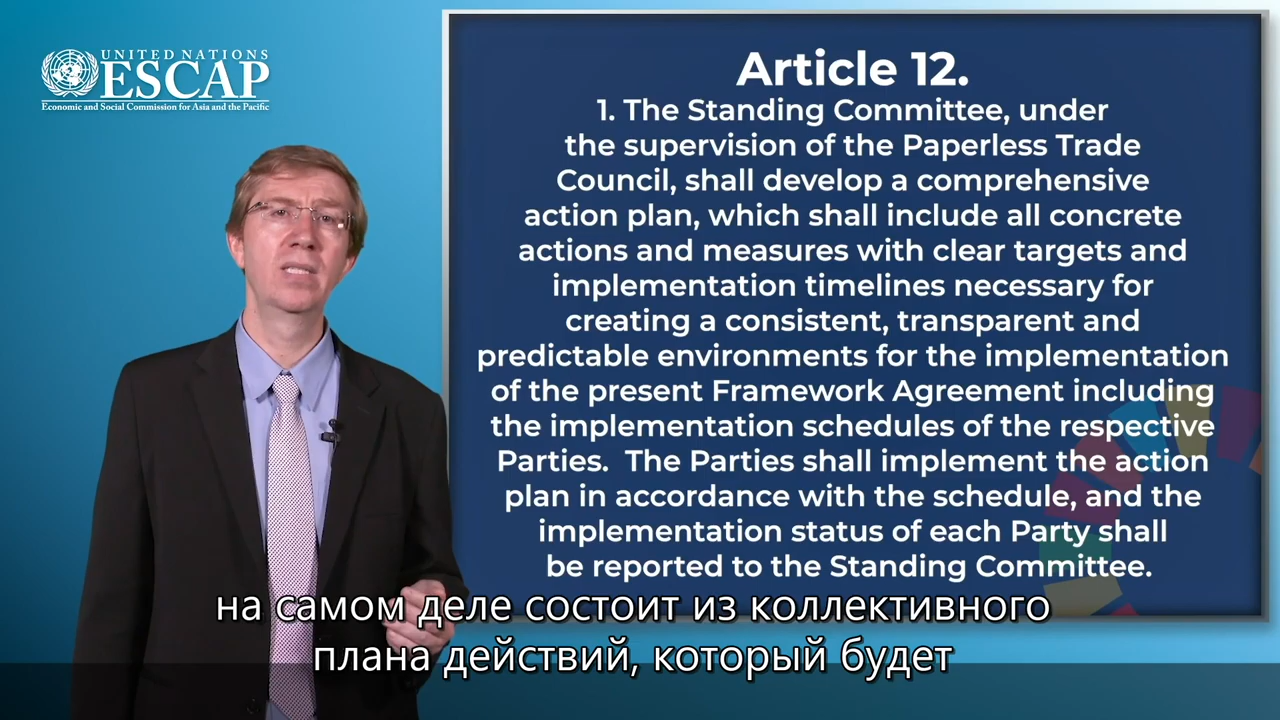 UNITED NATIONS
ESCAP
Economic and Social Commission for Asia and the Pacific
Article 12.
1. The Standing Committee, under
the supervision of the Paperless Trade
Council, shall develop a comprehensive
action plan, which shall include all concrete
actions and measures with clear targets and
implementation timelines necessary for
creating a consistent, transparent and
predictable environments for the implementation
of the present Framework Agreement including
the implementation schedules of the respective
Parties.  The Parties shall implement the action
plan in accordance with the schedule, and the
implementation status of each Party shall
be reported to the Standing Committee.
на самом деле состоит из коллективного
плана действий, который будет